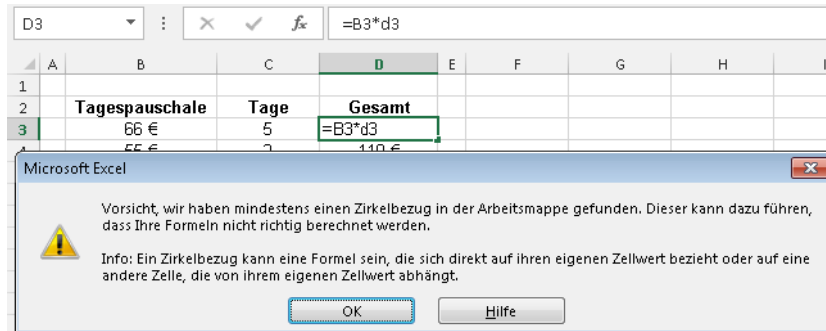 D3 fx =B3*d3
A B C D E F G H
1
2 Tagespauschale Tage Gesamt
3 66 € 5 =B3*d3
55 € 2 110 €
Microsoft Excel
Vorsicht, wir haben mindestens einen Zirkelbezug in der Arbeitsmappe gefunden. Dieser kann dazu führen,
dass Ihre Formeln nicht richtig berechnet werden.
Info: Ein Zirkelbezug kann eine Formel sein, die sich direkt auf ihren eigenen Zellwert bezieht oder auf eine
andere Zelle, die von ihrem eigenen Zellwert abhängt.
OK Hilfe